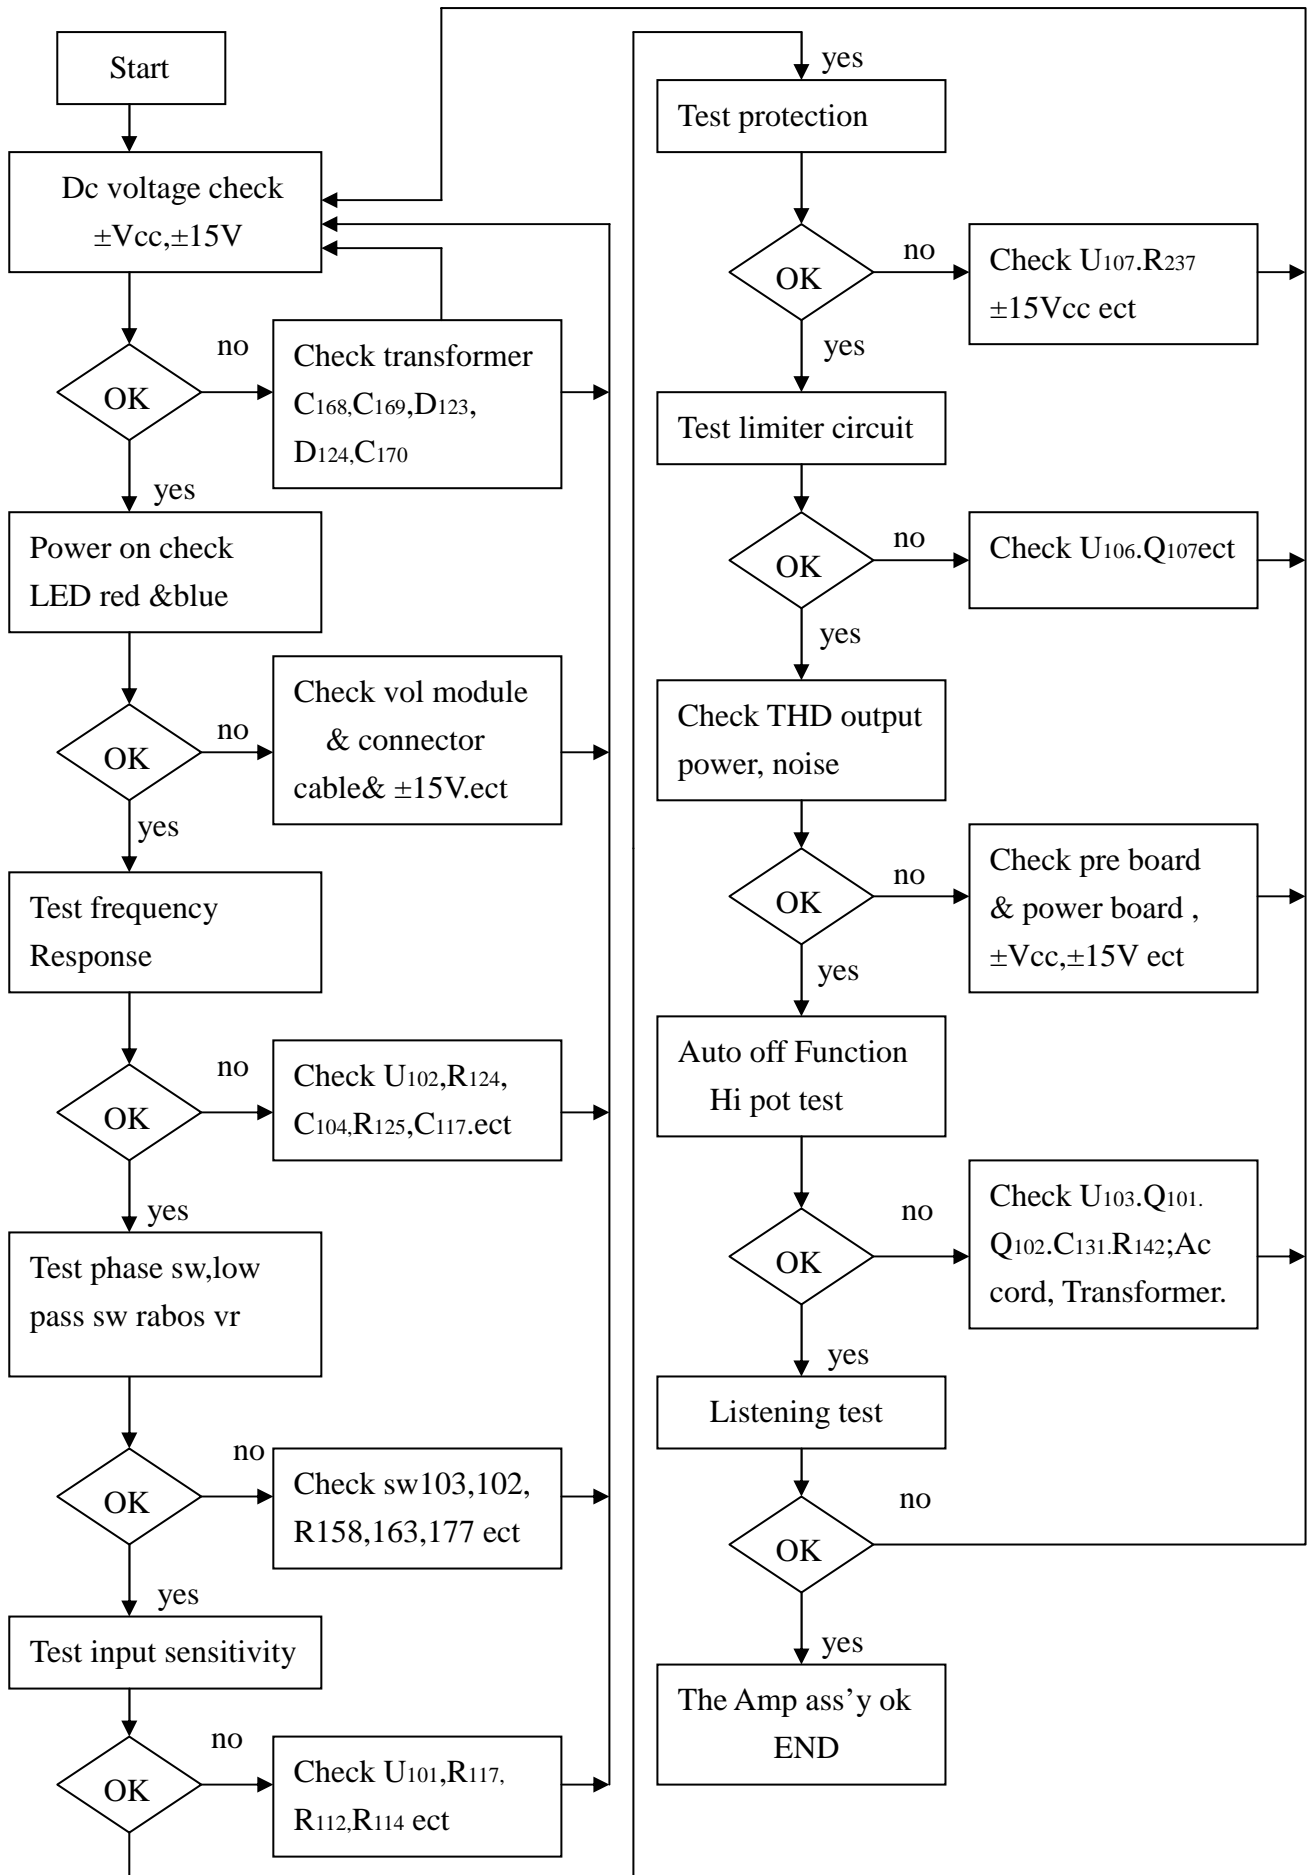 Start
Dc voltage check
±Vcc,±15V
OK
no
Check transformer
C168,C169,D123,
D124,C170
yes
Power on check
LED red &blue
OK
no
Check vol module
& connector
cable& ±15V.ect
yes
Test frequency
Response
OK
no
Check U102,R124,
C104,R125,C117.ect
yes
Test phase sw,low
pass sw rabos vr
OK
no
Check sw103,102,
R158,163,177 ect
yes
Test input sensitivity
OK
no
Check U101,R117,
R112,R114 ect
yes
Test protection
OK
no
Check U107.R237
±15Vcc ect
yes
Test limiter circuit
OK
no
Check U106.Q107ect
yes
Check THD output
power, noise
OK
no
Check pre board
& power board ,
±Vcc,±15V ect
yes
Auto off Function
Hi pot test
OK
no
Check U103.Q101.
Q102.C131.R142;Ac
cord, Transformer.
yes
Listening test
OK
no
yes
The Amp ass’y ok
END